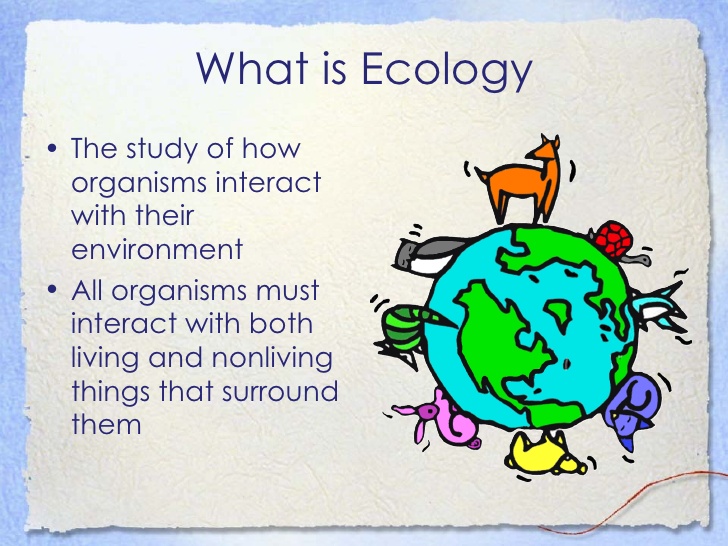 What is Ecology
• The study of how
organisms interact
with their
environment
• All organisms must
interact with both
living and nonliving
things that surround
them